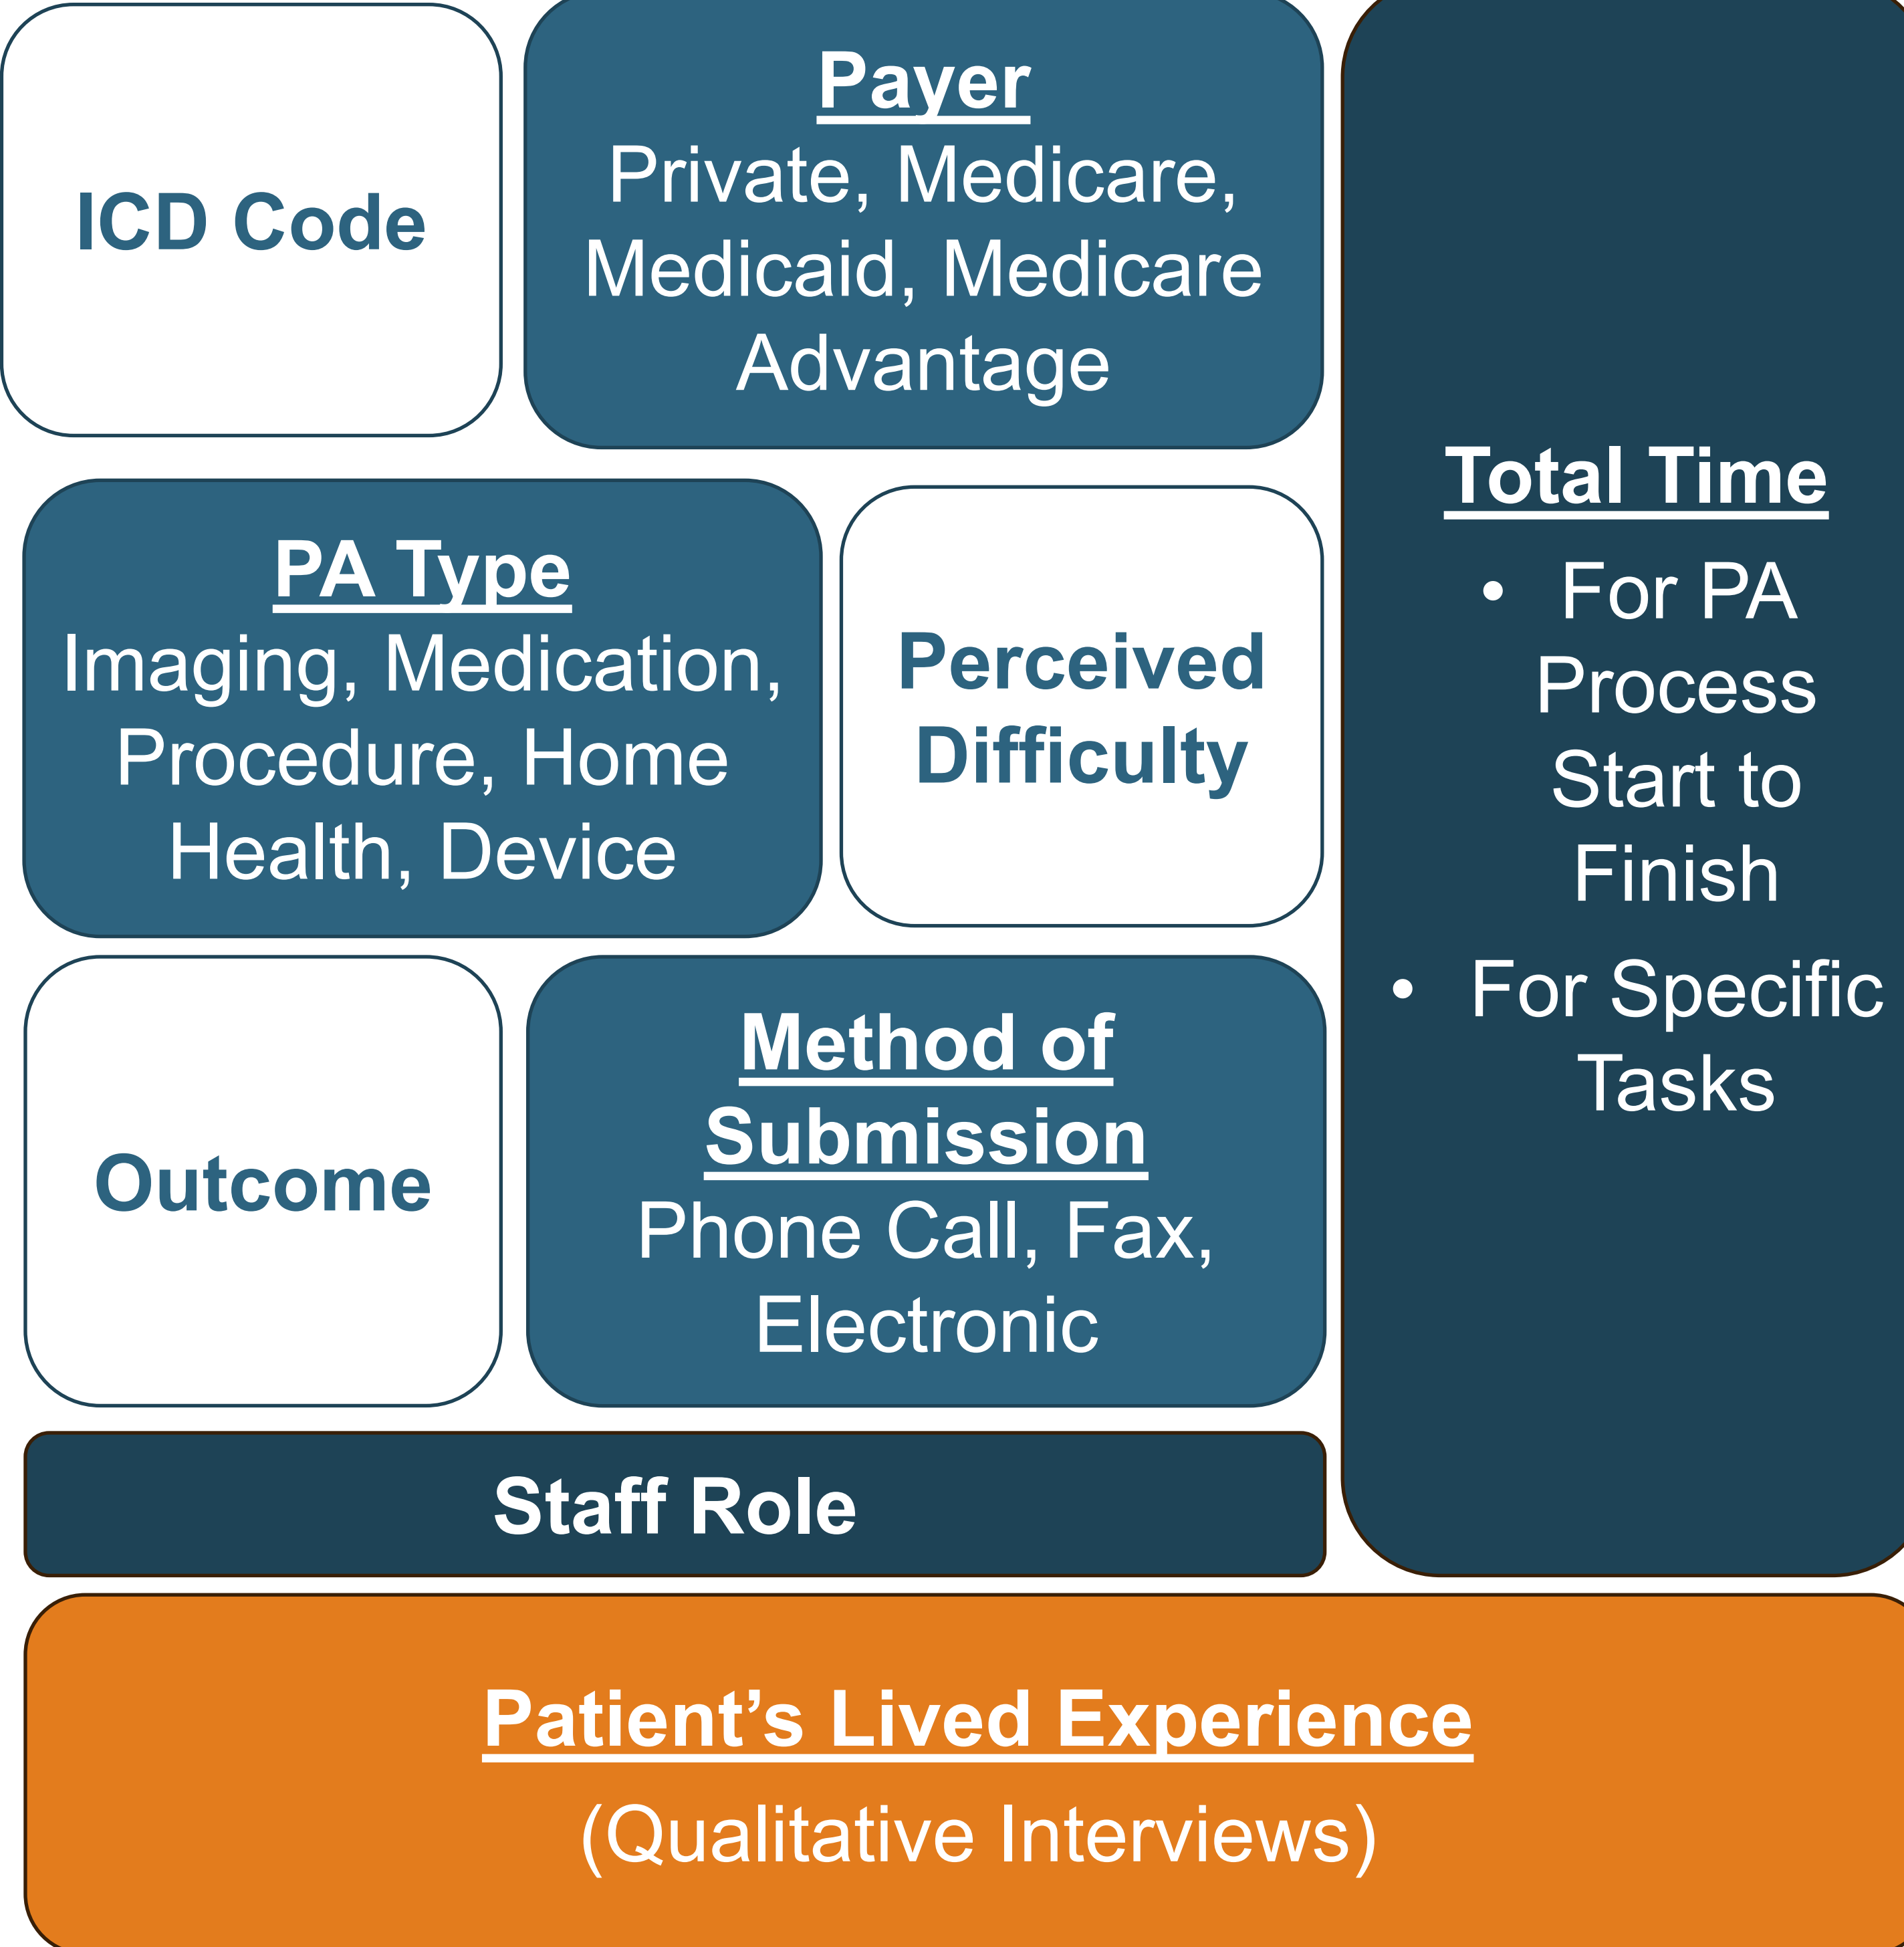 ICD Code
Payer
Private, Medicare,
Medicaid, Medicare
Advantage
PA Type
Imaging, Medication,
Procedure, Home
Health, Device
Perceived
Difficulty
Outcome
Method of
Submission
Phone Call, Fax,
Electronic
Staff Role
Total Time
• For PA
Process
Start to
Finish
• For Specific
Tasks
Patient’s Lived Experience
(Qualitative Interviews)